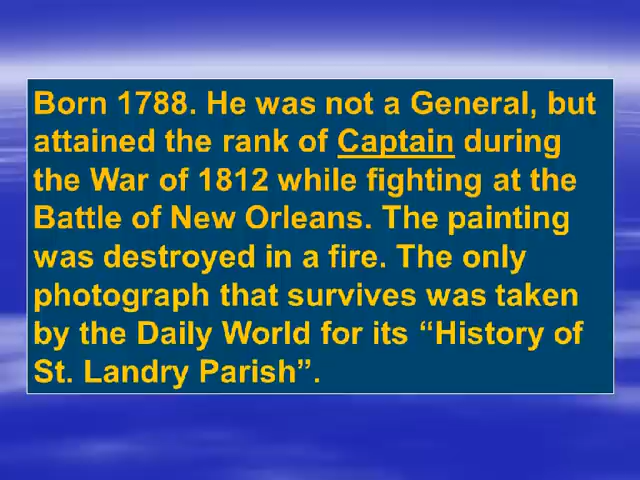 Born 1788. He was not a General, but
attained the rank of Captain during
the War of 1812 while fighting at the
Battle of New Orleans. The painting
was destroyed in a fire. The only
photograph that survives was taken
by the Daily World for its “History of
St. Landry Parish”.